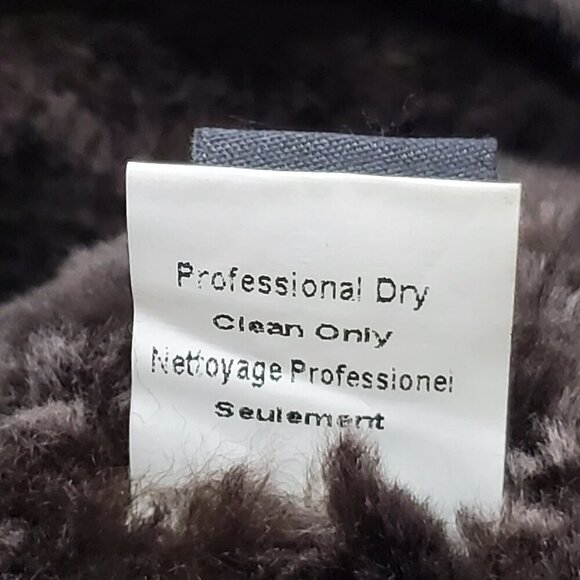 Professional Dry
Clean Only
Nettoyage Professionel
Seulement